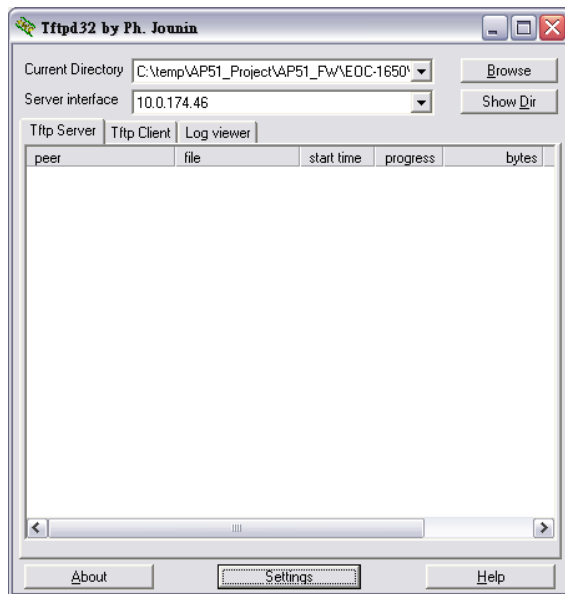 Tftpd32 by Ph. Jounin
Current Directory C:\temp\AP51_Project\AP51_FW\EOC-1650\ Browse
Server interface 10.0.174.46 Show Dir
Tftp Server Tftp Client Log viewer
peer file start time progress bytes
About Settings Help